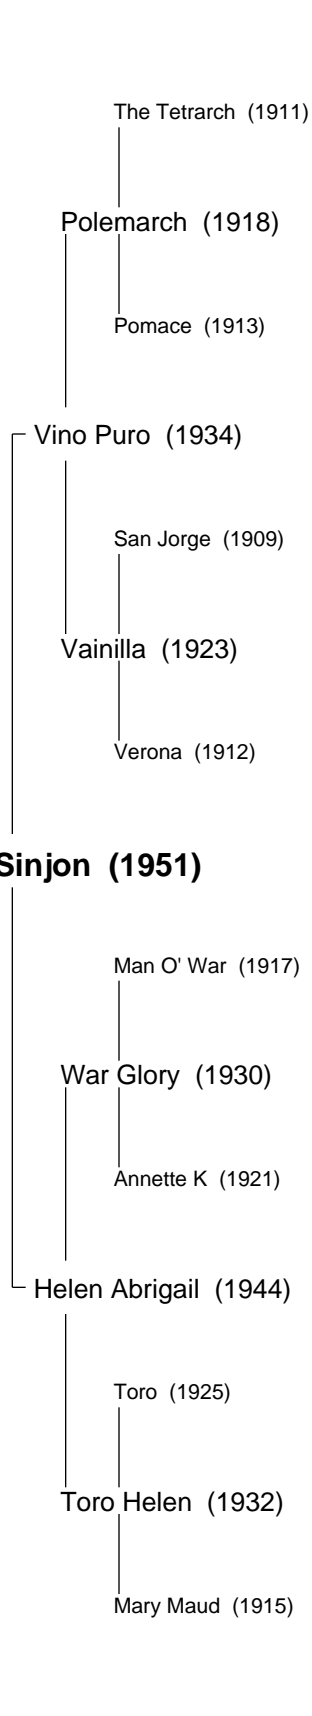 The Tetrarch (1911)
Polemarch (1918)
Pomace (1913)
Vino Puro (1934)
San Jorge (1909)
Vainilla (1923)
Verona (1912)
Sinjon (1951)
Man O' War (1917)
War Glory (1930)
Annette K (1921)
Helen Abrigail (1944)
Toro (1925)
Toro Helen (1932)
Mary Maud (1915)